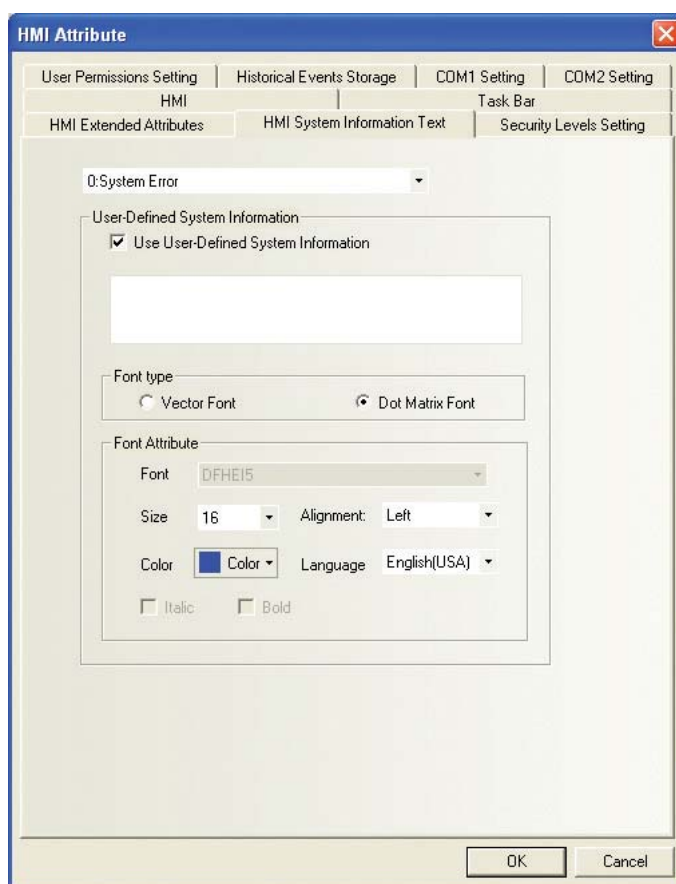 HMI Attribute
User Permissions Setting Historical Events Storage COM1 Setting COM2 Setting
HMI Task Bar
HMI Extended Attributes HMI System Information Text Security Levels Setting
0:System Error
User-Defined System Information
Use User-Defined System Information
Font type
Vector Font Dot Matrix Font
Font Attribute
Font DFHEI5
Size 16 Alignment: Left
Color Color Language English(USA)
Italic Bold
OK Cancel